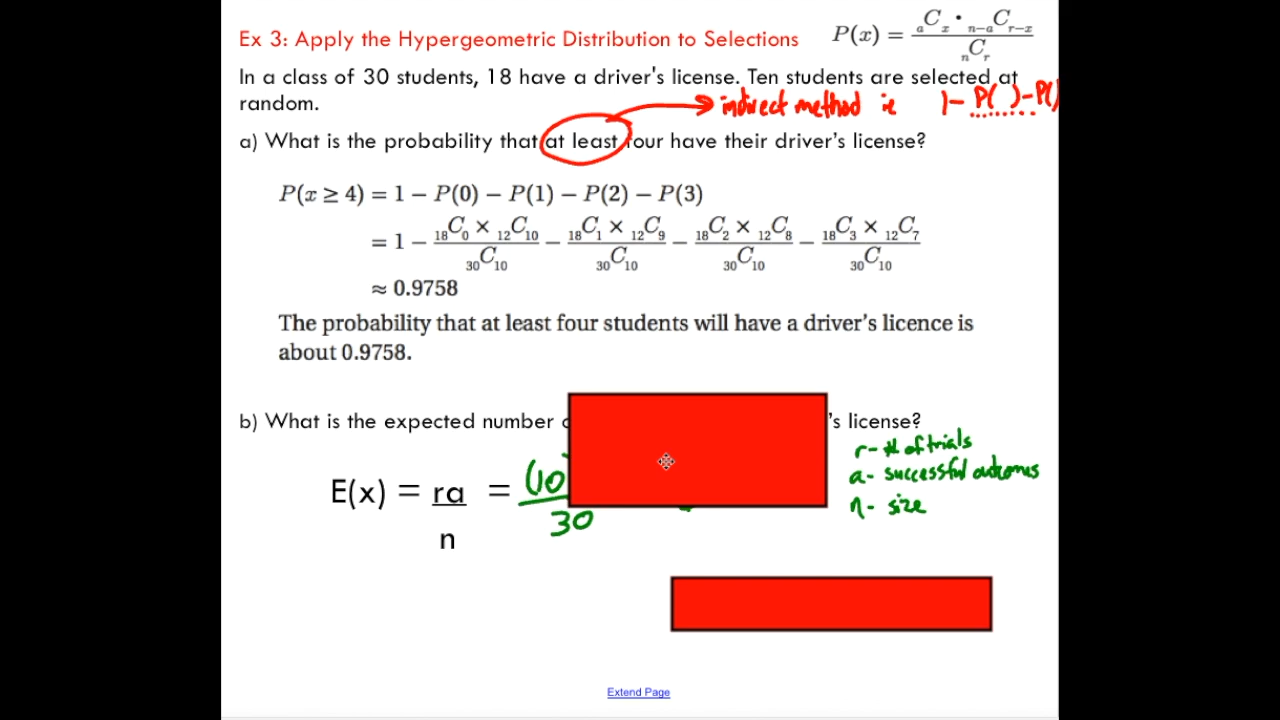 Ex 3: Apply the Hypergeometric Distribution to Selections
P(x) = ₐCₓ · ₙ₋ₐCᵣ₋ₓ / ₙCᵣ
In a class of 30 students, 18 have a driver's license. Ten students are selected at
random.
indirect method ie 1 - P( ) - P( )
a) What is the probability that at least four have their driver's license?
P(x ≥ 4) = 1 − P(0) − P(1) − P(2) − P(3)
= 1 − ₁₈C₀ × ₁₂C₁₀ / ₃₀C₁₀ − ₁₈C₁ × ₁₂C₉ / ₃₀C₁₀ − ₁₈C₂ × ₁₂C₈ / ₃₀C₁₀ − ₁₈C₃ × ₁₂C₇ / ₃₀C₁₀
≈ 0.9758
The probability that at least four students will have a driver's licence is
about 0.9758.
b) What is the expected number 's license?
r - # of trials
a - successful outcomes
n - size
E(x) = ra / n = (10 / 30
Extend Page